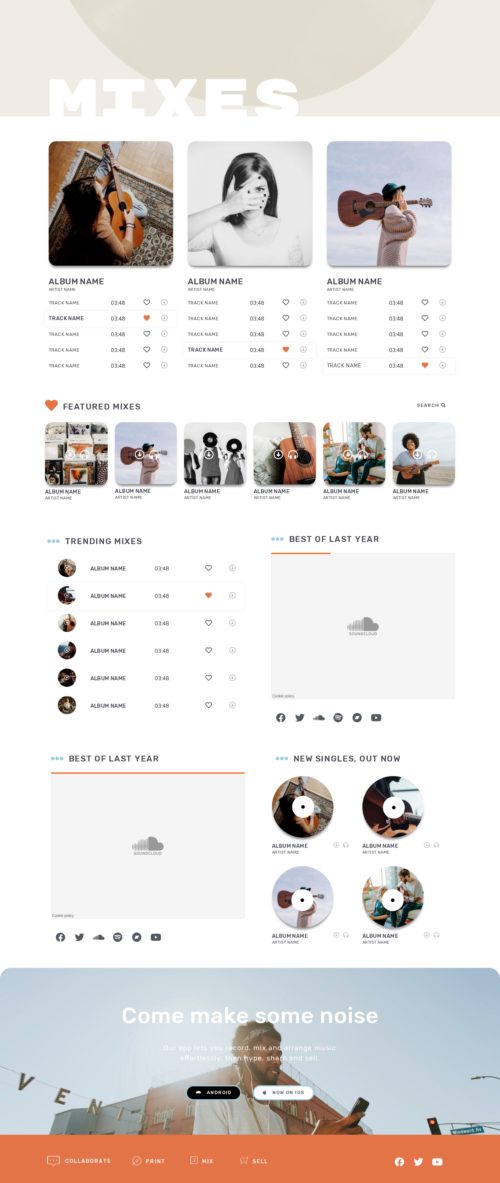 MIXES
ALBUM NAME
ARTIST NAME
TRACK NAME 03:48
TRACK NAME 03:48
TRACK NAME 03:48
TRACK NAME 03:48
TRACK NAME 03:48
ALBUM NAME
ARTIST NAME
TRACK NAME 03:48
TRACK NAME 03:48
TRACK NAME 03:48
TRACK NAME 03:48
TRACK NAME 03:48
ALBUM NAME
ARTIST NAME
TRACK NAME 03:48
TRACK NAME 03:48
TRACK NAME 03:48
TRACK NAME 03:48
TRACK NAME 03:48
FEATURED MIXES
SEARCH
ALBUM NAME
ARTIST NAME
ALBUM NAME
ARTIST NAME
ALBUM NAME
ARTIST NAME
ALBUM NAME
ARTIST NAME
ALBUM NAME
ARTIST NAME
ALBUM NAME
ARTIST NAME
TRENDING MIXES
ALBUM NAME 03:48
ALBUM NAME 03:48
ALBUM NAME 03:48
ALBUM NAME 03:48
ALBUM NAME 03:48
ALBUM NAME 03:48
BEST OF LAST YEAR
SOUNDCLOUD
Cookie policy
BEST OF LAST YEAR
SOUNDCLOUD
Cookie policy
NEW SINGLES, OUT NOW
ALBUM NAME
ARTIST NAME
ALBUM NAME
ARTIST NAME
ALBUM NAME
ARTIST NAME
ALBUM NAME
ARTIST NAME
Come make some noise
Our app lets you record, mix and arrange music
effortlessly, then hype, share and sell.
ANDROID
NOW ON IOS
VENI
Windward Av
COLLABORATE
PRINT
MIX
SELL